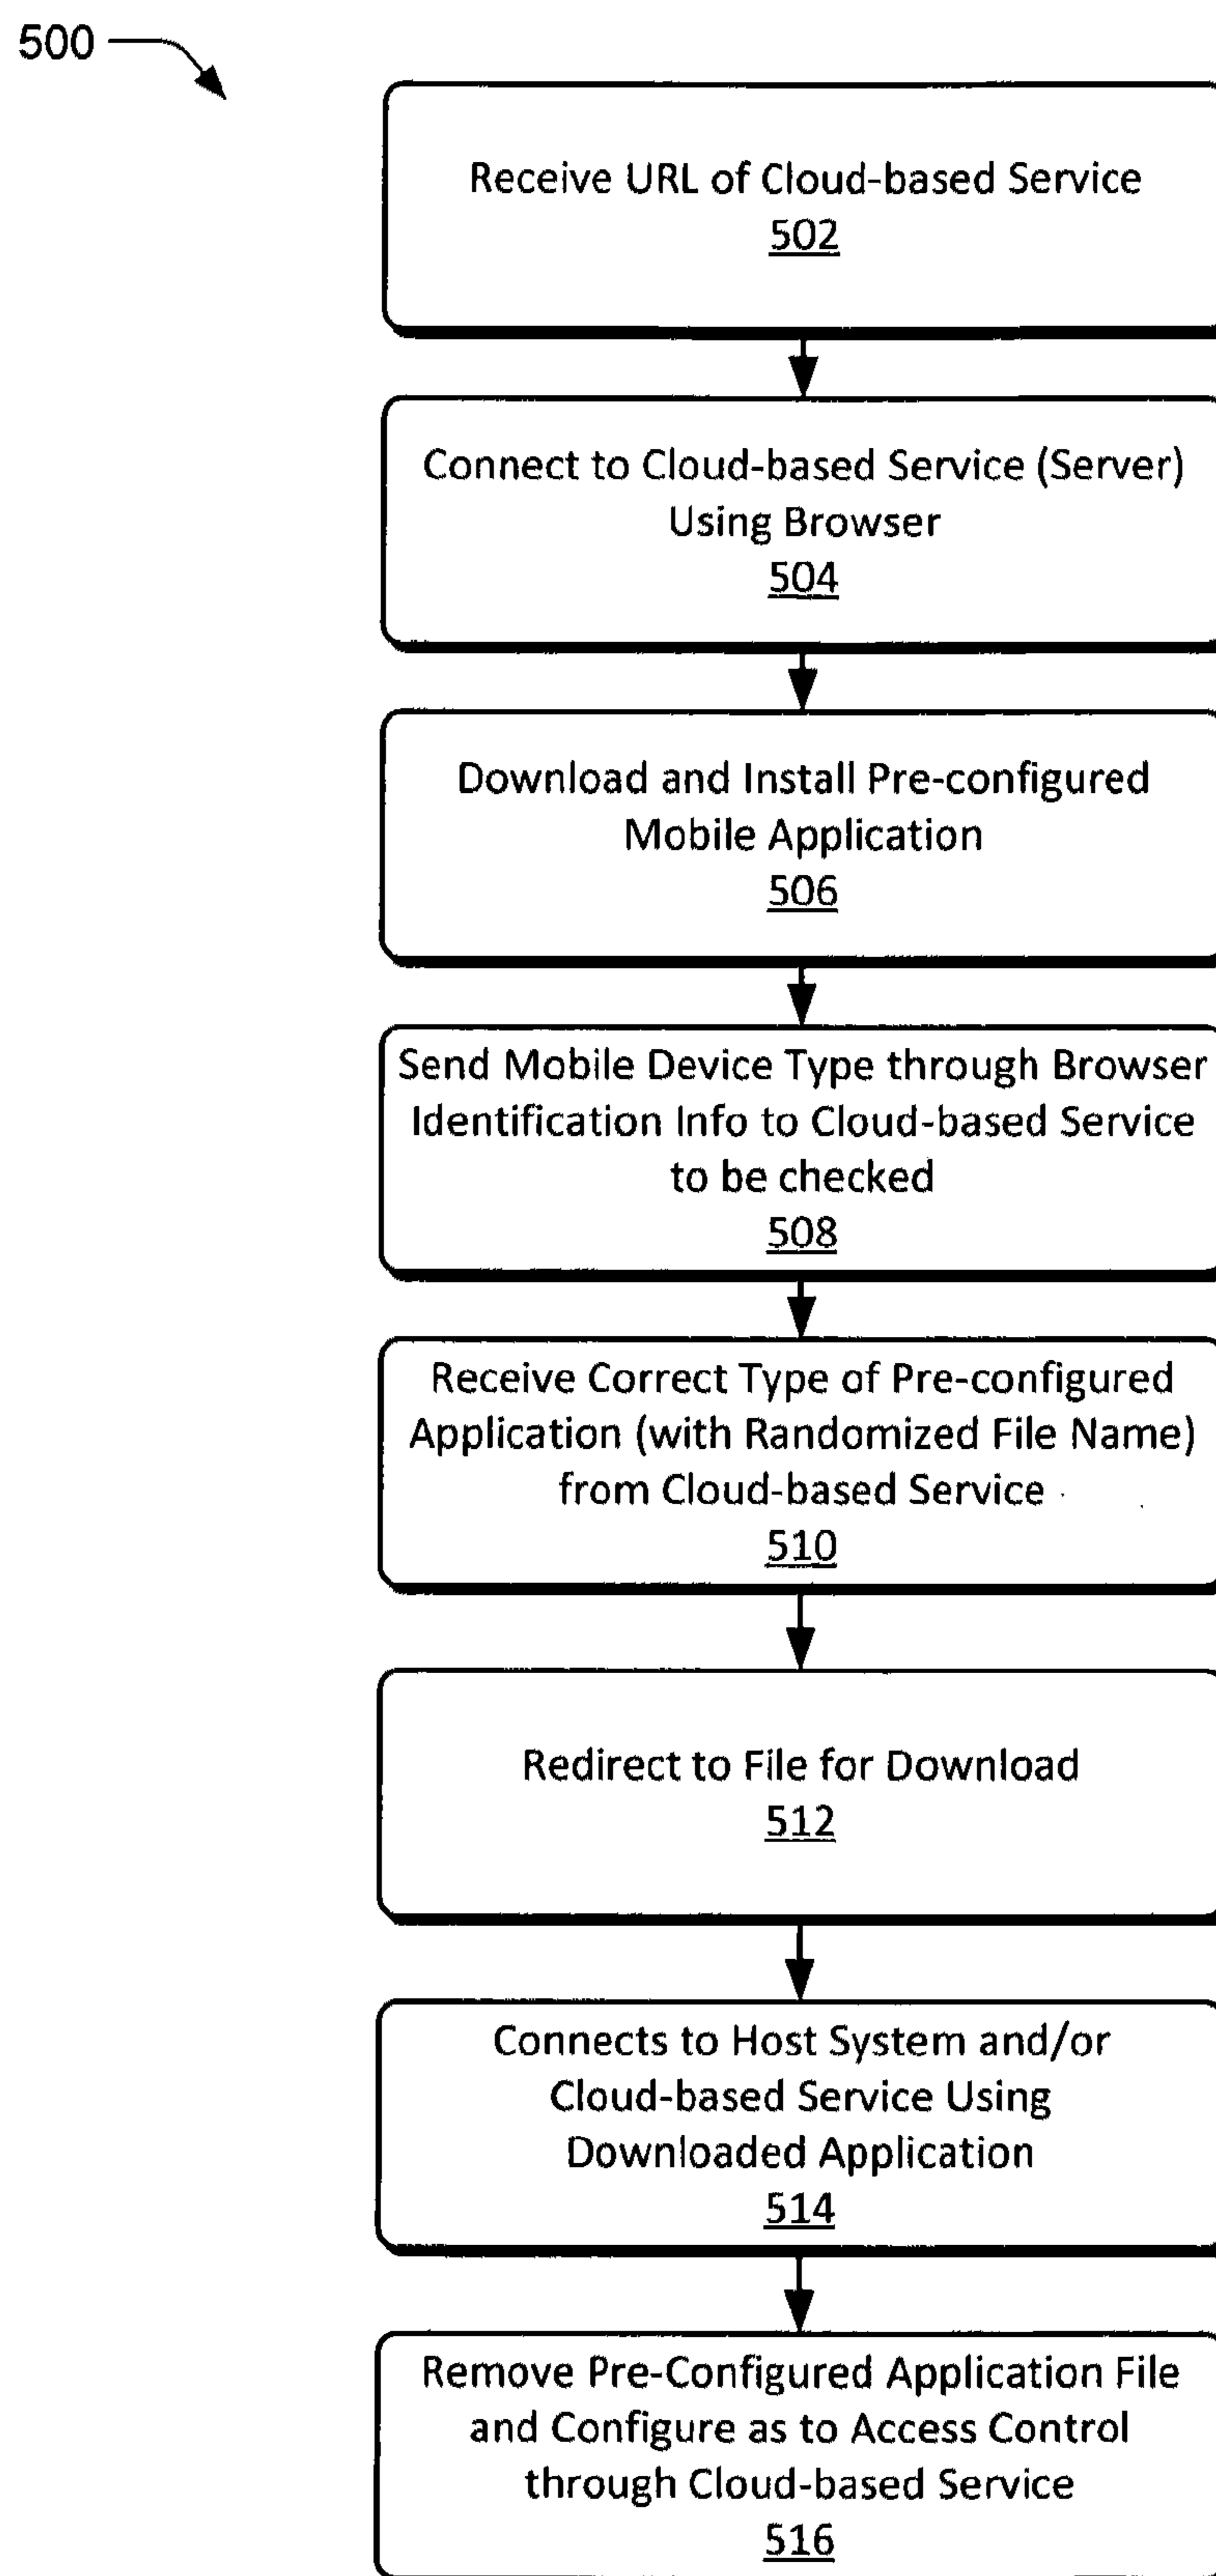 500
Receive URL of Cloud-based Service
502
Connect to Cloud-based Service (Server)
Using Browser
504
Download and Install Pre-configured
Mobile Application
506
Send Mobile Device Type through Browser
Identification Info to Cloud-based Service
to be checked
508
Receive Correct Type of Pre-configured
Application (with Randomized File Name)
from Cloud-based Service
510
Redirect to File for Download
512
Connects to Host System and/or
Cloud-based Service Using
Downloaded Application
514
Remove Pre-Configured Application File
and Configure as to Access Control
through Cloud-based Service
516